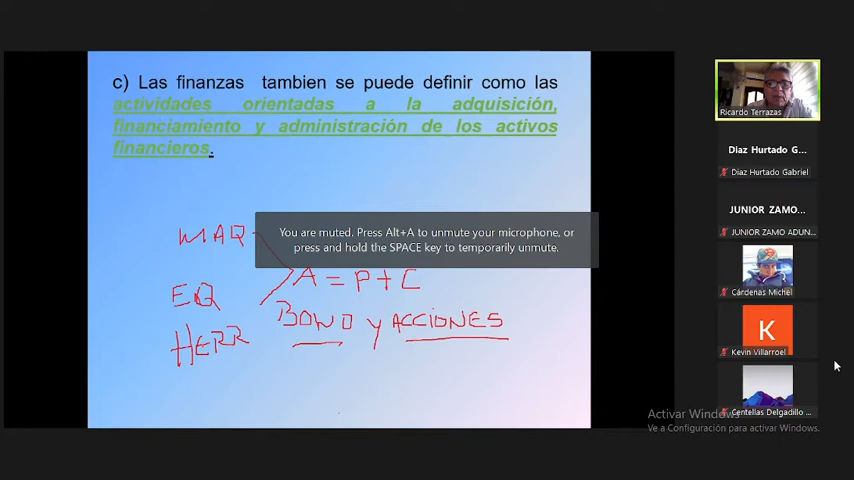 c) Las finanzas tambien se puede definir como las
actividades orientadas a la adquisición,
financiamiento y administración de los activos
financieros.
You are muted. Press Alt+A to unmute your microphone, or
press and hold the SPACE key to temporarily unmute.
MAQ
EQ
HERR
A = P + C
BONO y ACCIONES
Ricardo Terrazas
Diaz Hurtado G...
Diaz Hurtado Gabriel
JUNIOR ZAMO...
JUNIOR ZAMO ADUN...
Cárdenas Michel
K
Kevin Villarroel
Centellas Delgadillo ...
Activar Windows
Ve a Configuración para activar Windows.